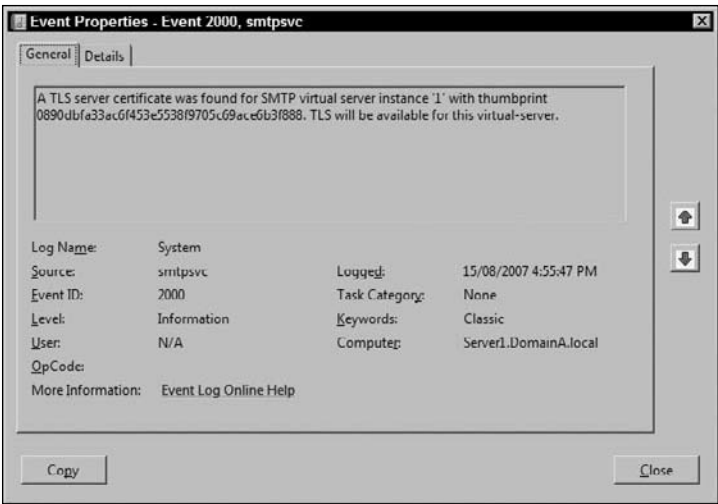 Event Properties - Event 2000, smtpsvc
General Details
A TLS server certificate was found for SMTP virtual server instance '1' with thumbprint
0890dbfa33ac6f453e5538f9705c69ace6b3f888. TLS will be available for this virtual-server.
Log Name: System
Source: smtpsvc Logged: 15/08/2007 4:55:47 PM
Event ID: 2000 Task Category: None
Level: Information Keywords: Classic
User: N/A Computer: Server1.DomainA.local
OpCode:
More Information: Event Log Online Help
Copy Close